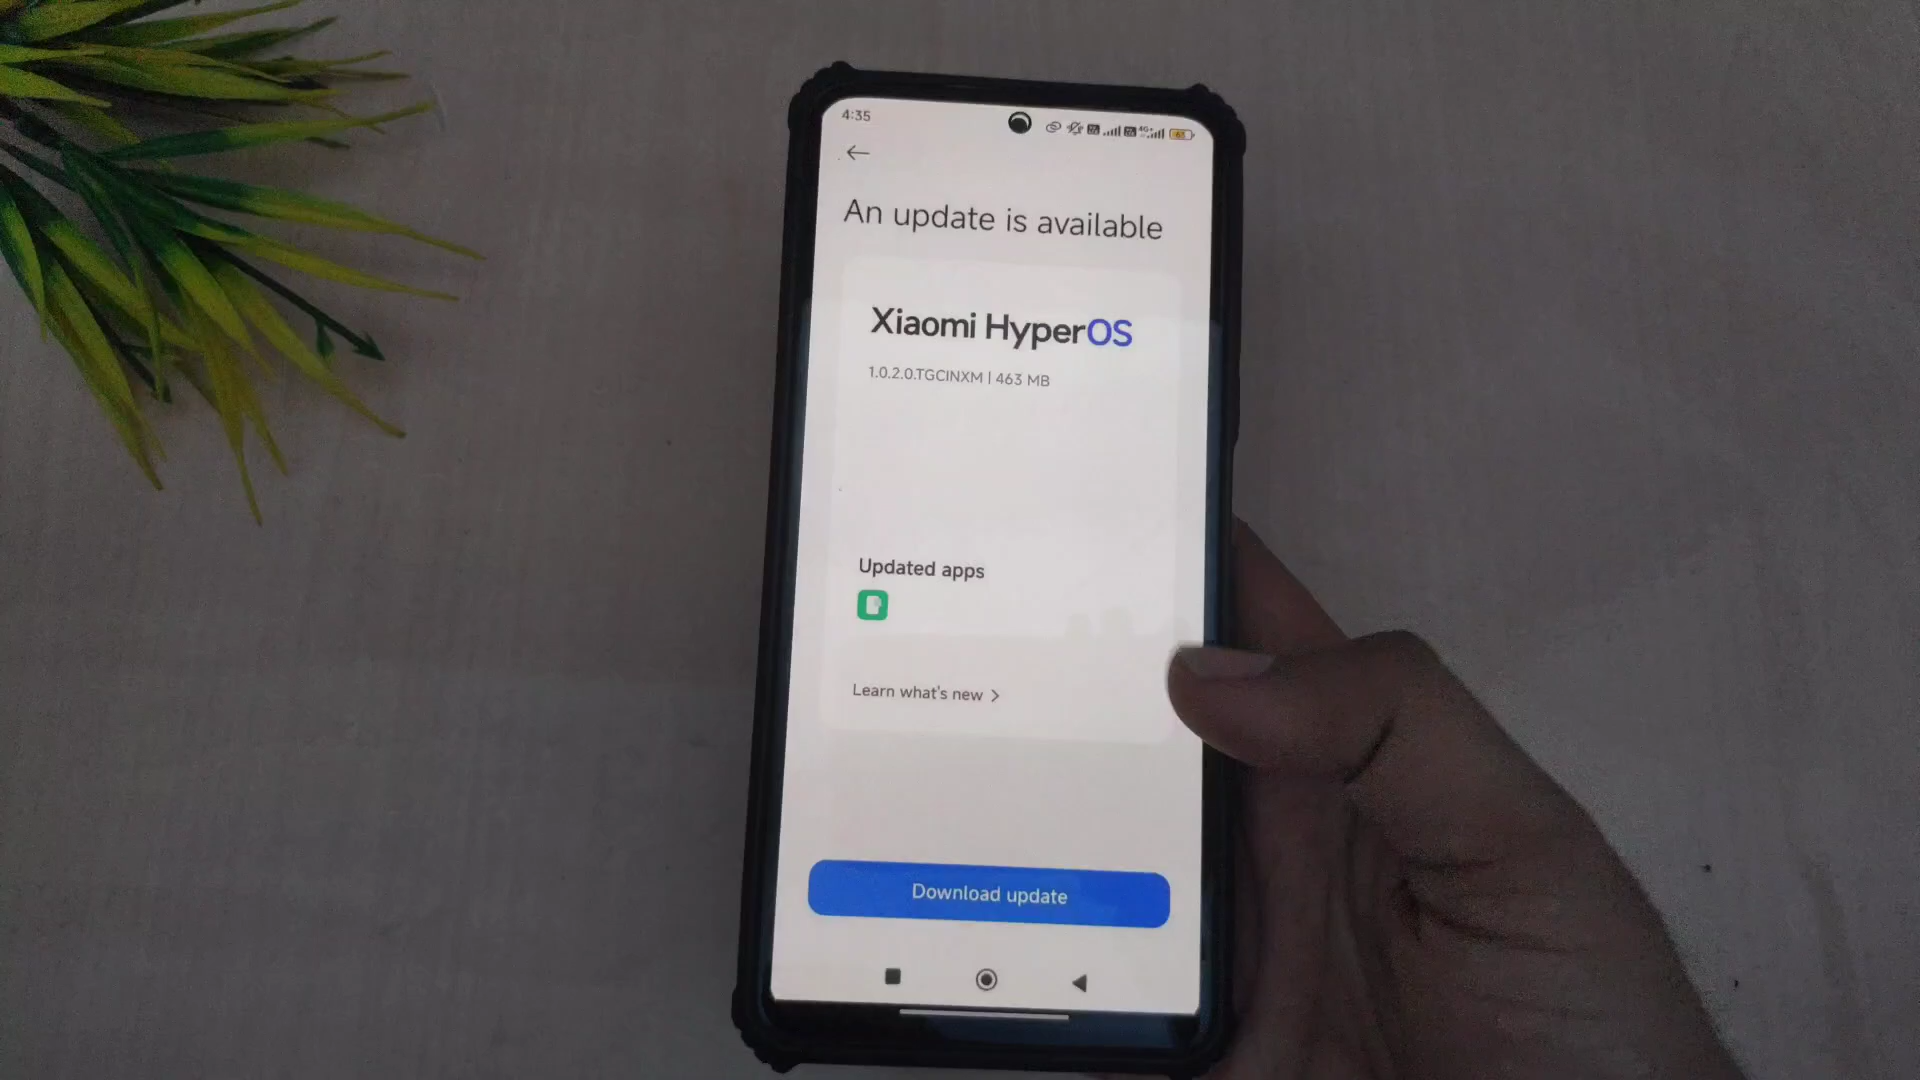 4:35
An update is available
Xiaomi HyperOS
1.0.2.0.TGCINXM | 463 MB
Updated apps
Learn what's new
Download update